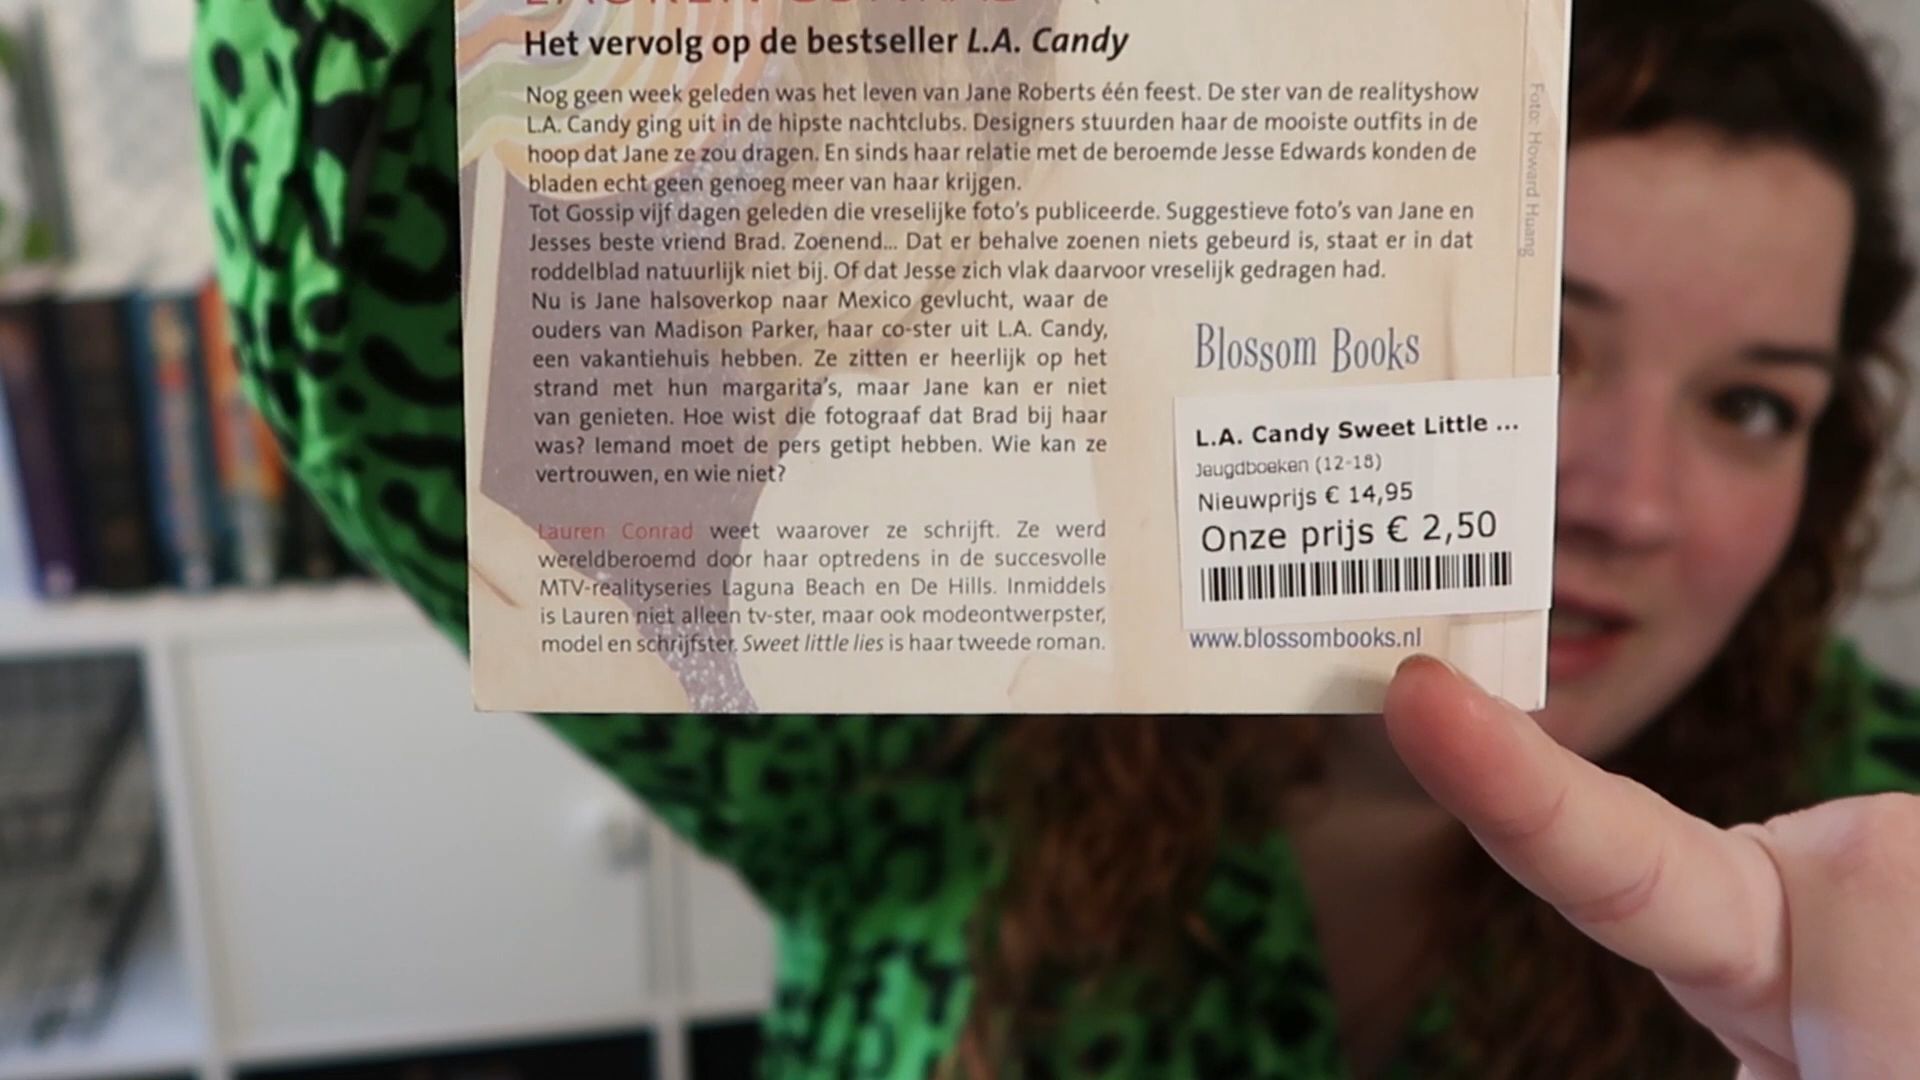 LAUREN CONRAD
Het vervolg op de bestseller L.A. Candy
Nog geen week geleden was het leven van Jane Roberts één feest. De ster van de realityshow
L.A. Candy ging uit in de hipste nachtclubs. Designers stuurden haar de mooiste outfits in de
hoop dat Jane ze zou dragen. En sinds haar relatie met de beroemde Jesse Edwards konden de
bladen echt geen genoeg meer van haar krijgen.
Tot Gossip vijf dagen geleden die vreselijke foto's publiceerde. Suggestieve foto's van Jane en
Jesses beste vriend Brad. Zoenend... Dat er behalve zoenen niets gebeurd is, staat er in dat
roddelblad natuurlijk niet bij. Of dat Jesse zich vlak daarvoor vreselijk gedragen had.
Nu is Jane halsoverkop naar Mexico gevlucht, waar de
ouders van Madison Parker, haar co-ster uit L.A. Candy,
een vakantiehuis hebben. Ze zitten er heerlijk op het
strand met hun margarita's, maar Jane kan er niet
van genieten. Hoe wist die fotograaf dat Brad bij haar
was? Iemand moet de pers getipt hebben. Wie kan ze
vertrouwen, en wie niet?
Lauren Conrad weet waarover ze schrijft. Ze werd
wereldberoemd door haar optredens in de succesvolle
MTV-realityseries Laguna Beach en De Hills. Inmiddels
is Lauren niet alleen tv-ster, maar ook modeontwerpster,
model en schrijfster. Sweet little lies is haar tweede roman.
Blossom Books
L.A. Candy Sweet Little ...
Jeugdboeken (12-18)
Nieuwprijs € 14,95
Onze prijs € 2,50
www.blossombooks.nl
Foto: Howard Huang